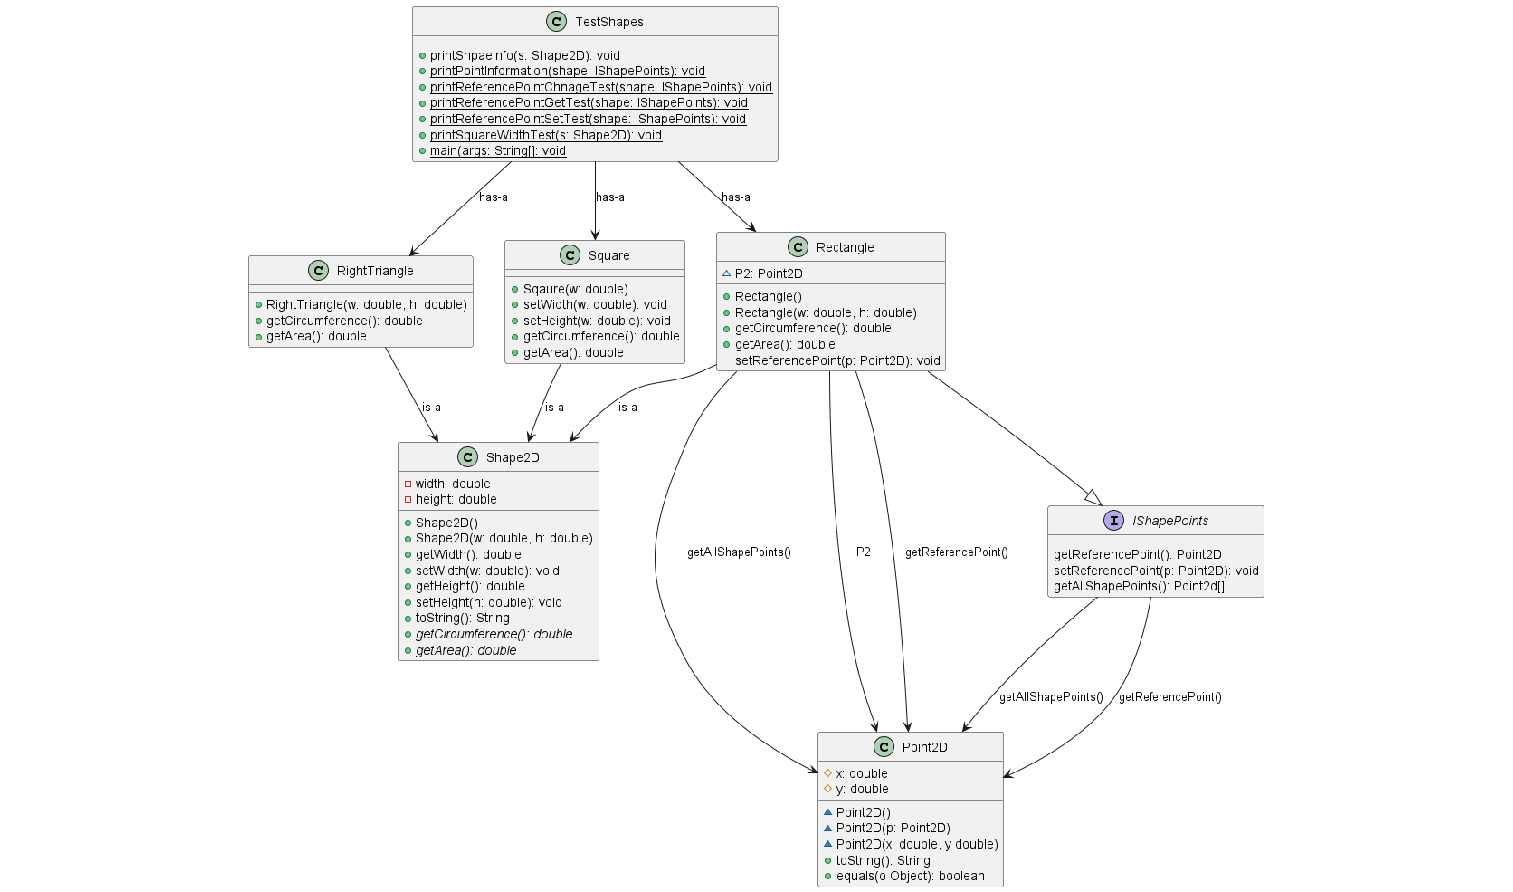 C TestShapes
printShpaeInfo(s: Shape2D): void
printPointInformation(shape: IShapePoints): void
printReferencePointChnageTest(shape: IShapePoints): void
printReferencePointGetTest(shape: IShapePoints): void
printReferencePointSetTest(shape: IShapePoints): void
printSquareWidthTest(s: Shape2D): void
main(args: String[]: void
has-a
has-a
has-a
C RightTriangle
RightTriangle(w: double, h: double)
getCircumference(): double
getArea(): double
C Square
Sqaure(w: double)
setWidth(w: double): void
setHeight(w: double): void
getCircumference(): double
getArea(): double
C Rectangle
P2: Point2D
Rectangle()
Rectangle(w: double, h: double)
getCircumference(): double
getArea(): double
setReferencePoint(p: Point2D): void
is-a
is-a
is-a
C Shape2D
width: double
height: double
Shape2D()
Shape2D(w: double, h: double)
getWidth(): double
setWidth(w: double): void
getHeight(): double
setHeight(h: double): void
toString(): String
getCircumference(): double
getArea(): double
getAllShapePoints()
P2
getReferencePoint()
I IShapePoints
getReferencePoint(): Point2D
setReferencePoint(p: Point2D): void
getAllShapePoints(): Point2d[]
getAllShapePoints()
getReferencePoint()
C Point2D
x: double
y: double
Point2D()
Point2D(p: Point2D)
Point2D(x: double, y:double)
toString(): String
equals(o:Object): boolean